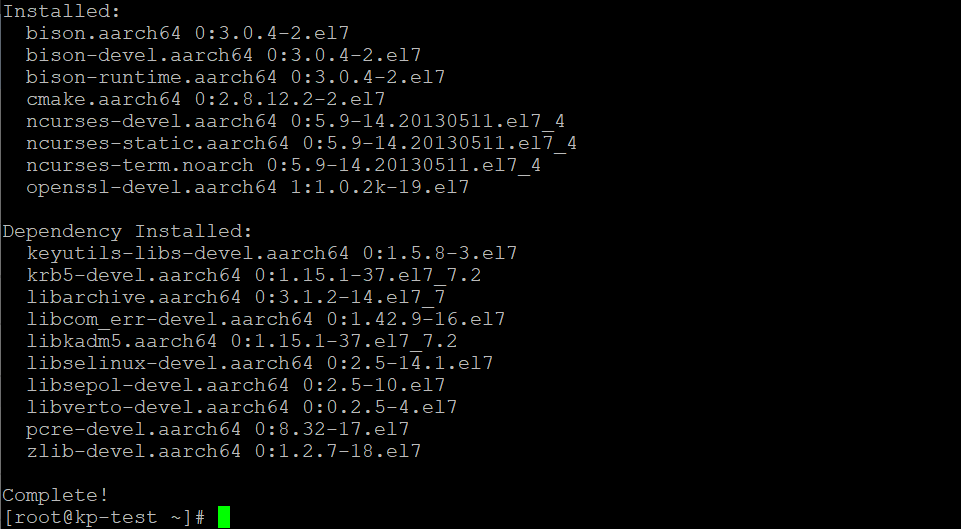 Installed:
  bison.aarch64 0:3.0.4-2.el7
  bison-devel.aarch64 0:3.0.4-2.el7
  bison-runtime.aarch64 0:3.0.4-2.el7
  cmake.aarch64 0:2.8.12.2-2.el7
  ncurses-devel.aarch64 0:5.9-14.20130511.el7_4
  ncurses-static.aarch64 0:5.9-14.20130511.el7_4
  ncurses-term.noarch 0:5.9-14.20130511.el7_4
  openssl-devel.aarch64 1:1.0.2k-19.el7

Dependency Installed:
  keyutils-libs-devel.aarch64 0:1.5.8-3.el7
  krb5-devel.aarch64 0:1.15.1-37.el7_7.2
  libarchive.aarch64 0:3.1.2-14.el7_7
  libcom_err-devel.aarch64 0:1.42.9-16.el7
  libkadm5.aarch64 0:1.15.1-37.el7_7.2
  libselinux-devel.aarch64 0:2.5-14.1.el7
  libsepol-devel.aarch64 0:2.5-10.el7
  libverto-devel.aarch64 0:0.2.5-4.el7
  pcre-devel.aarch64 0:8.32-17.el7
  zlib-devel.aarch64 0:1.2.7-18.el7

Complete!
[root@kp-test ~]#